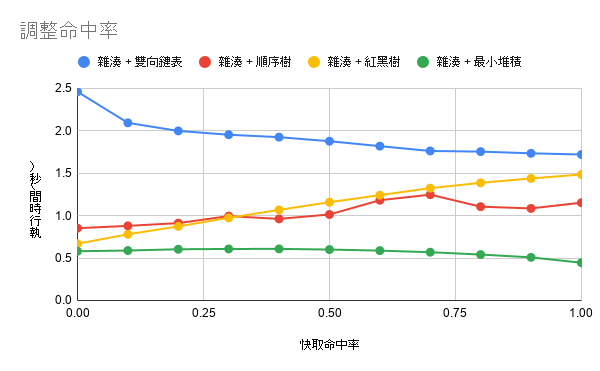 調整命中率
雜湊 + 雙向鏈表 雜湊 + 順序樹 雜湊 + 紅黑樹 雜湊 + 最小堆積
執行時間(秒)
2.5
2.0
1.5
1.0
0.5
0.0
0.00 0.25 0.50 0.75 1.00
快取命中率